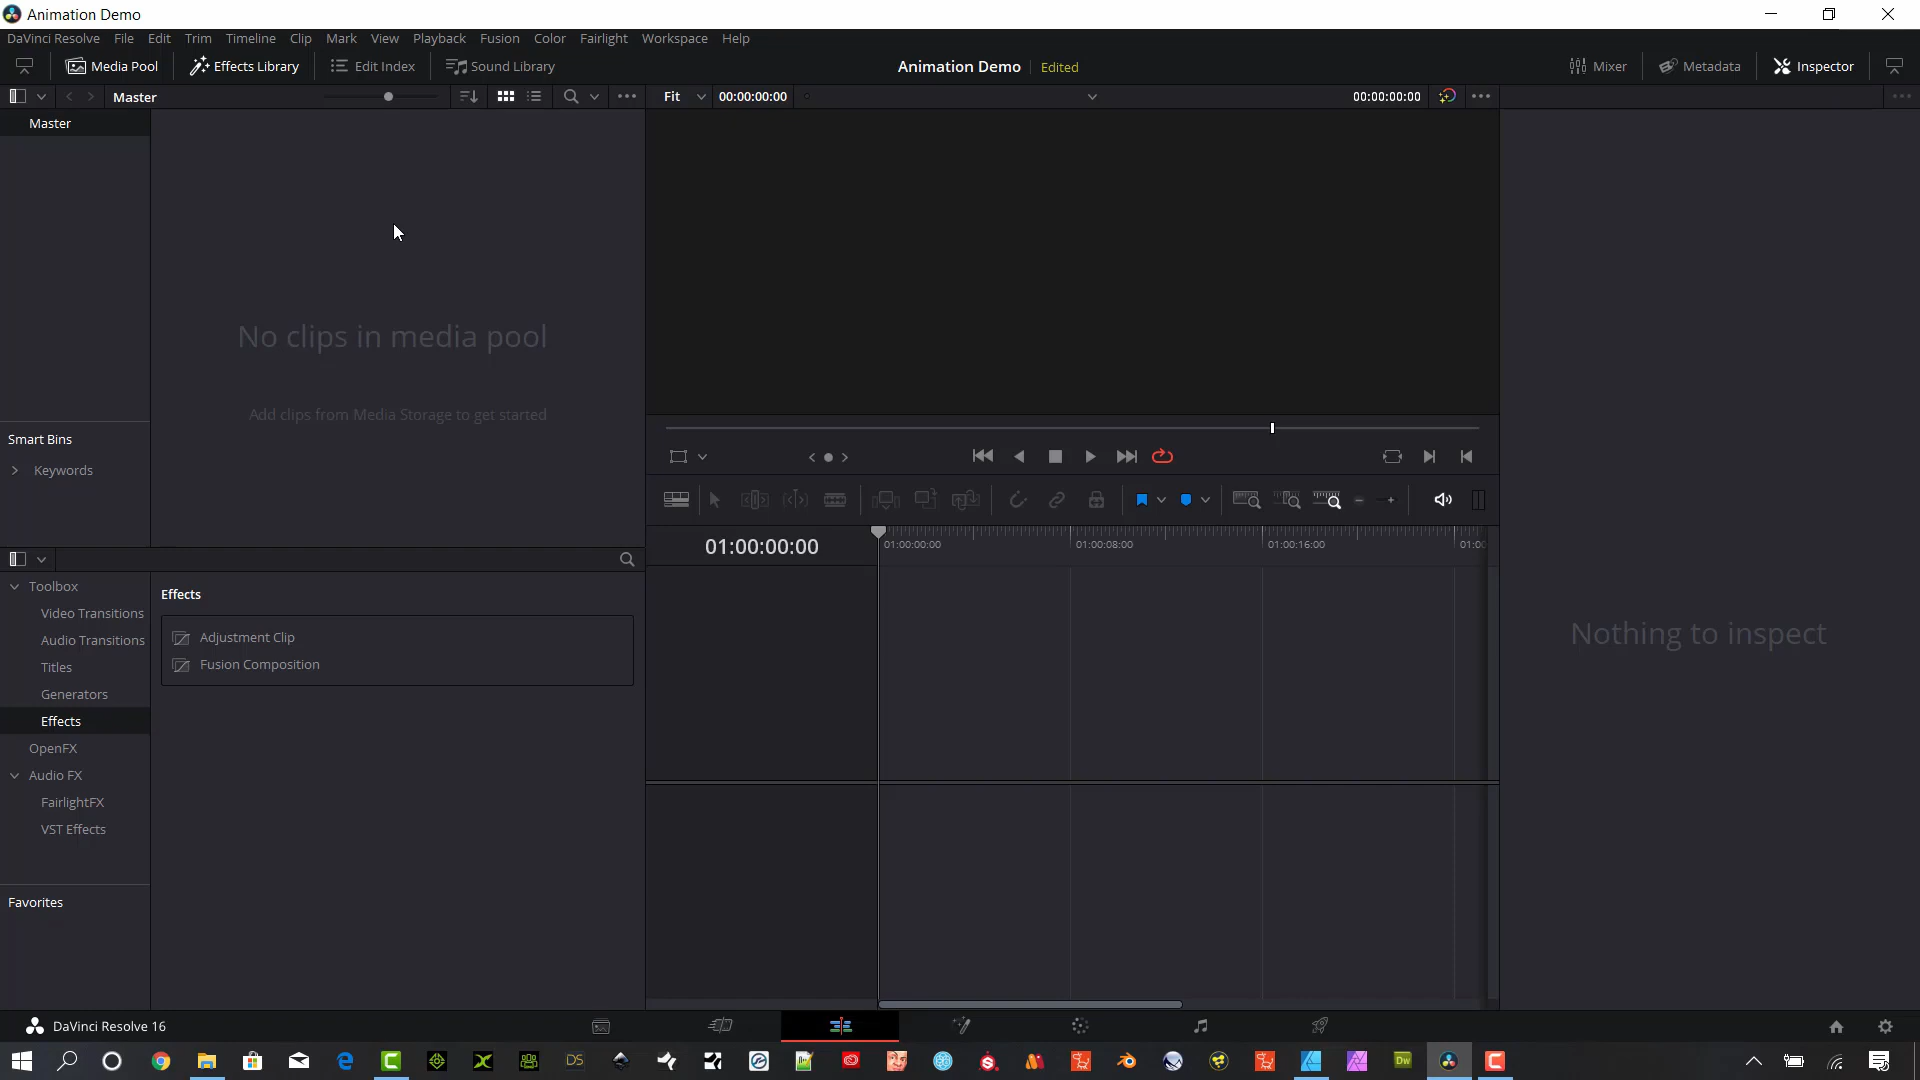 Animation Demo
DaVinci Resolve File Edit Trim Timeline Clip Mark View Playback Fusion Color Fairlight Workspace Help
Media Pool Effects Library Edit Index Sound Library Animation Demo Edited Mixer Metadata Inspector
Master Fit 00:00:00:00 00:00:00:00
Master
No clips in media pool
Add clips from Media Storage to get started
Smart Bins
Keywords
01:00:00:00 01:00:00:00 01:00:08:00 01:00:16:00
Toolbox
Effects
Video Transitions
Adjustment Clip
Audio Transitions
Fusion Composition
Titles
Generators
Effects
OpenFX
Audio FX
FairlightFX
VST Effects
Nothing to inspect
Favorites
DaVinci Resolve 16
DS
Dw